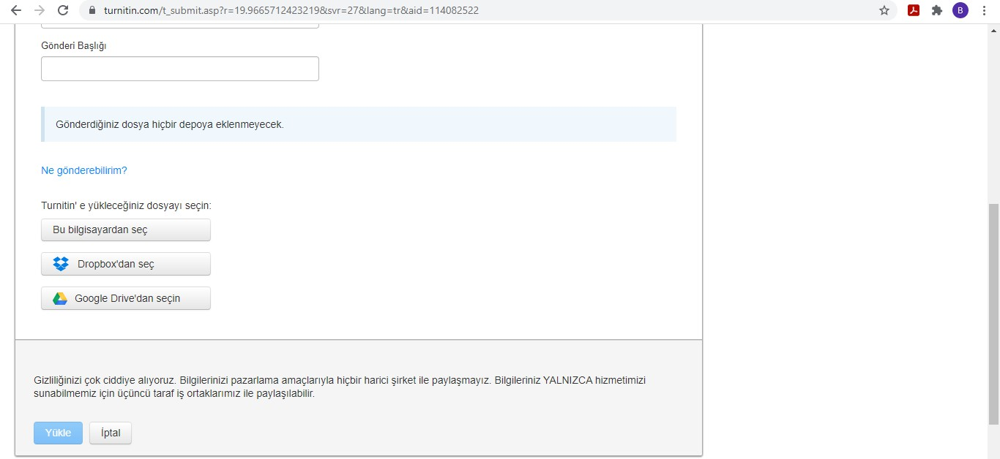 turnitin.com/t_submit.asp?r=19.9665712423219&svr=27&lang=tr&aid=114082522
B
Gönderi Başlığı
Gönderdiğiniz dosya hiçbir depoya eklenmeyecek.
Ne gönderebilirim?
Turnitin' e yükleceğiniz dosyayı seçin:
Bu bilgisayardan seç
Dropbox'dan seç
Google Drive'dan seçin
Gizliliğinizi çok ciddiye alıyoruz. Bilgilerinizi pazarlama amaçlarıyla hiçbir harici şirket ile paylaşmayız. Bilgileriniz YALNIZCA hizmetimizi
sunabilmemiz için üçüncü taraf iş ortaklarımız ile paylaşılabilir.
Yükle
İptal